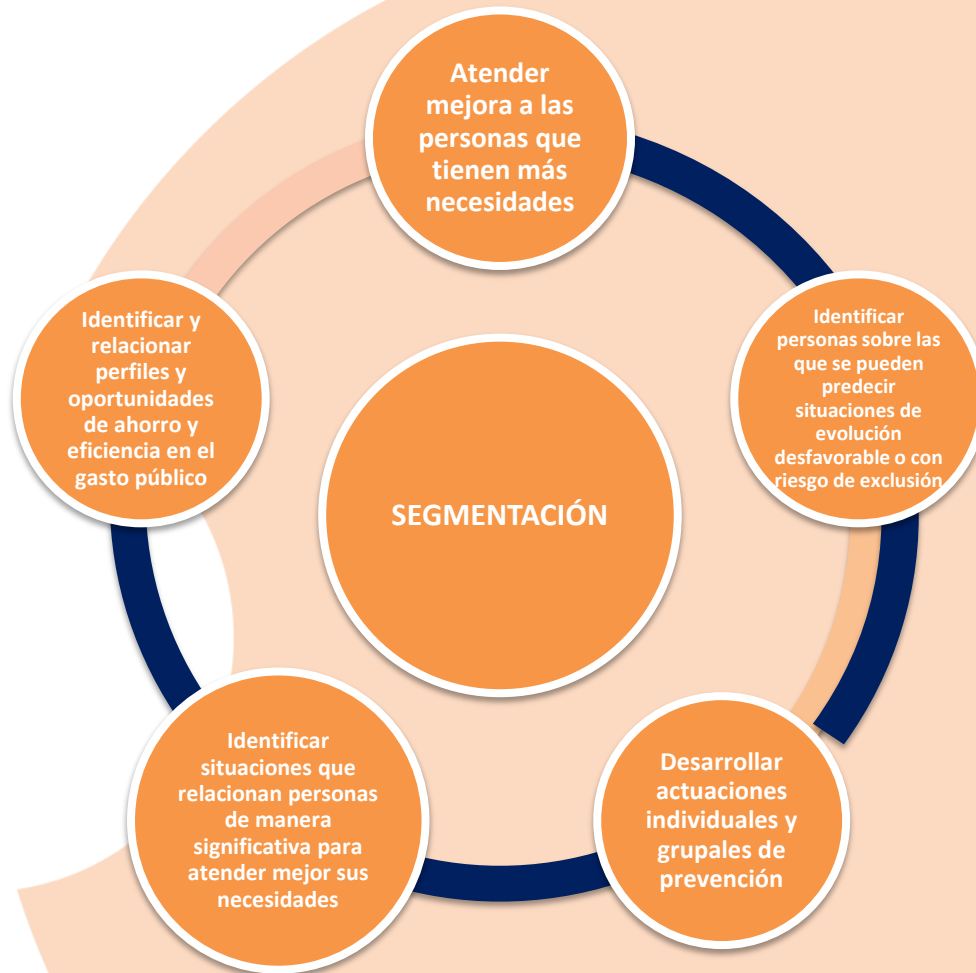 Atender
mejora a las
personas que
tienen más
necesidades
Identificar
personas sobre las
que se pueden
predecir
situaciones de
evolución
desfavorable o con
riesgo de exclusión
Desarrollar
actuaciones
individuales y
grupales de
prevención
Identificar
situaciones que
relacionan personas
de manera
significativa para
atender mejor sus
necesidades
Identificar y
relacionar
perfiles y
oportunidades
de ahorro y
eficiencia en el
gasto público
SEGMENTACIÓN